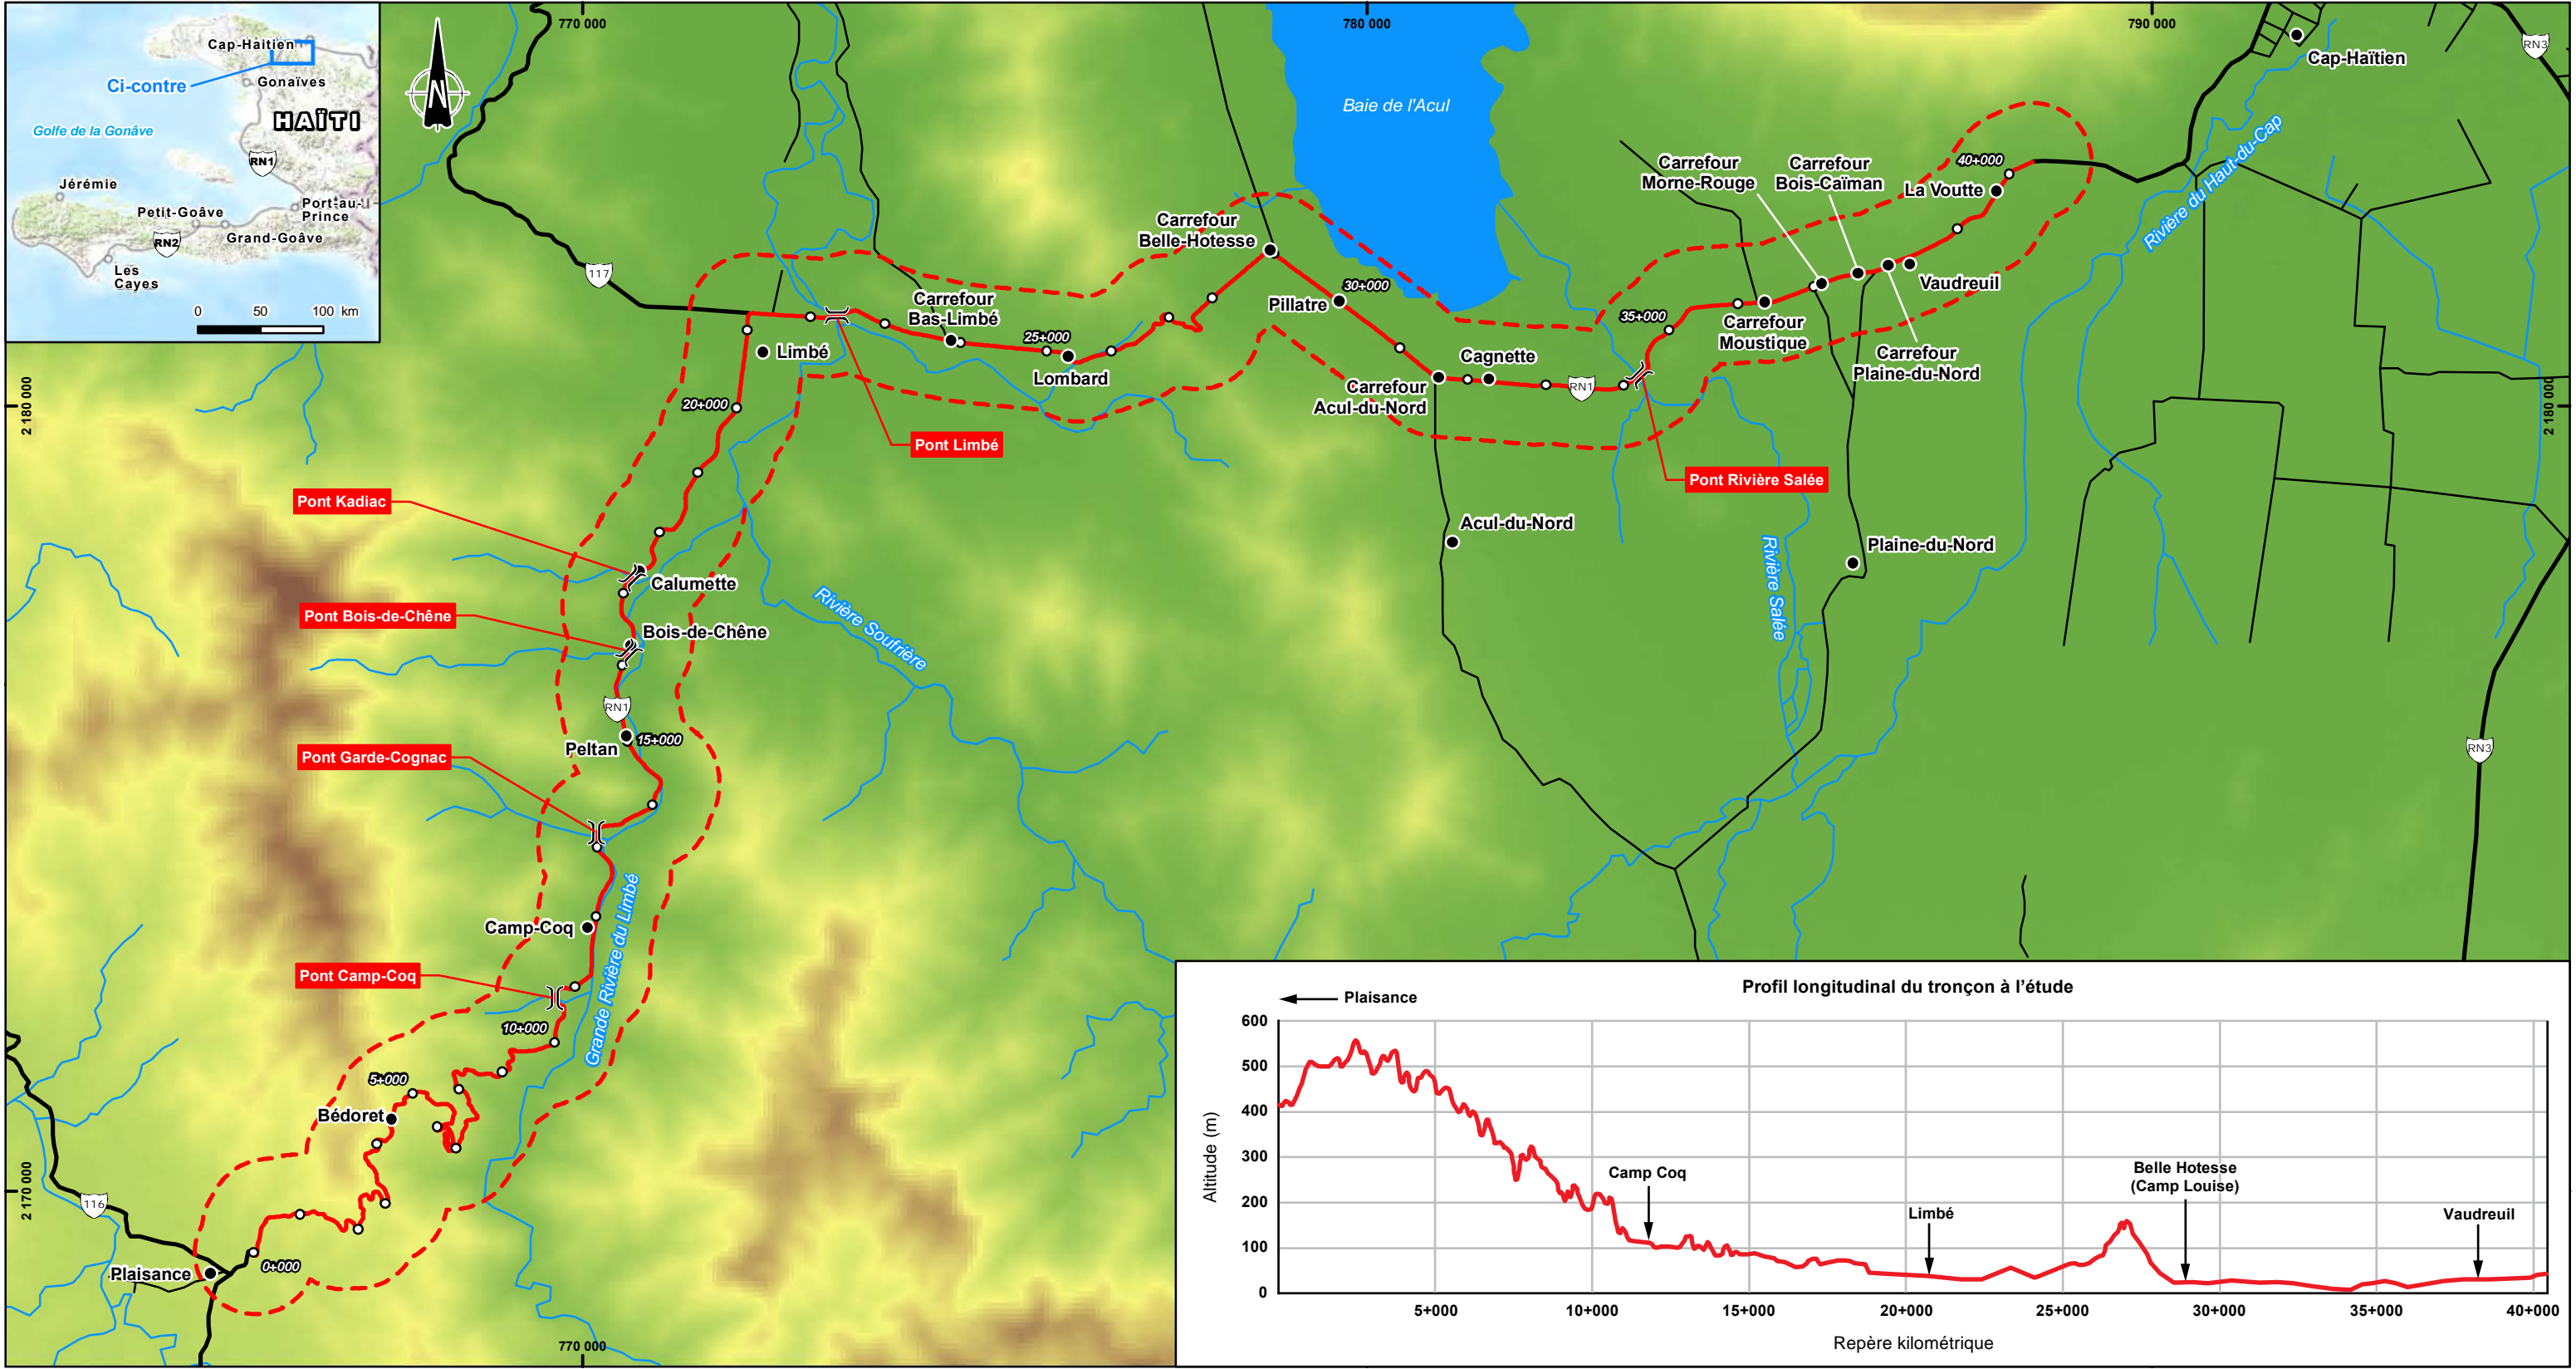 770 000
780 000
790 000
Cap-Haitien
Ci-contre
Gonaïves
HAÏTI
Golfe de la Gonâve
RN1
Jérémie
Petit-Goâve
Port-au-
Prince
RN2
Grand-Goâve
Les
Cayes
0 50 100 km
N
RN3
Cap-Haïtien
Baie de l'Acul
Rivière du Haut-du-Cap
Carrefour
Morne-Rouge
Carrefour
Bois-Caïman
40+000
La Voutte
Carrefour
Belle-Hotesse
117
Pillatre
30+000
Vaudreuil
Carrefour
Bas-Limbé
25+000
35+000
Carrefour
Moustique
Limbé
Lombard
Cagnette
Carrefour
Plaine-du-Nord
Carrefour
Acul-du-Nord
RN1
20+000
2 180 000
2 180 000
Pont Limbé
Pont Rivière Salée
Pont Kadiac
Acul-du-Nord
Plaine-du-Nord
Calumette
Rivière Salée
Pont Bois-de-Chêne
Bois-de-Chêne
Rivière Soufrière
RN1
Peltan
15+000
RN3
Pont Garde-Cognac
Camp-Coq
Grande Rivière du Limbé
Pont Camp-Coq
10+000
5+000
Bédoret
2 170 000
116
Plaisance
0+000
770 000
Profil longitudinal du tronçon à l'étude
Plaisance
600
500
400
300
200
100
0
Altitude (m)
Camp Coq
Limbé
Belle Hotesse
(Camp Louise)
Vaudreuil
5+000
10+000
15+000
20+000
25+000
30+000
35+000
40+000
Repère kilométrique